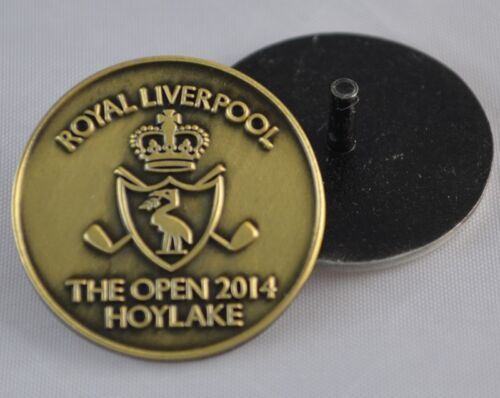 ROYAL LIVERPOOL
THE OPEN 2014
HOYLAKE